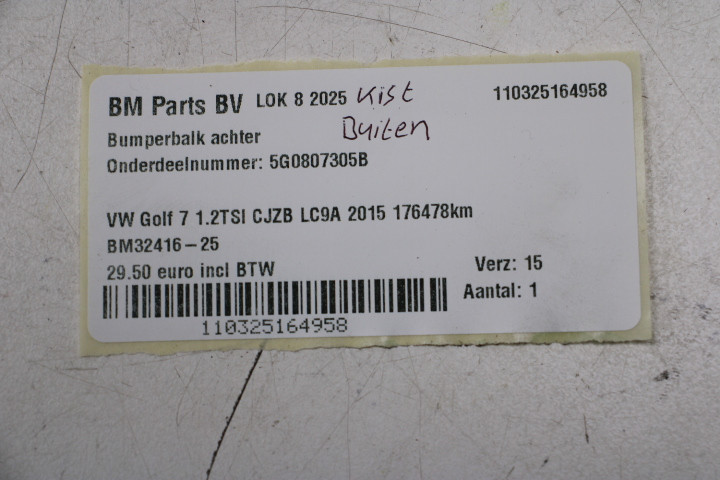 BM Parts BV LOK 8 2025 Kist 110325164958
Buiten
Bumperbalk achter
Onderdeelnummer: 5G0807305B
VW Golf 7 1.2TSI CJZB LC9A 2015 176478km
BM32416-25
29.50 euro incl BTW Verz: 15
Aantal: 1
110325164958